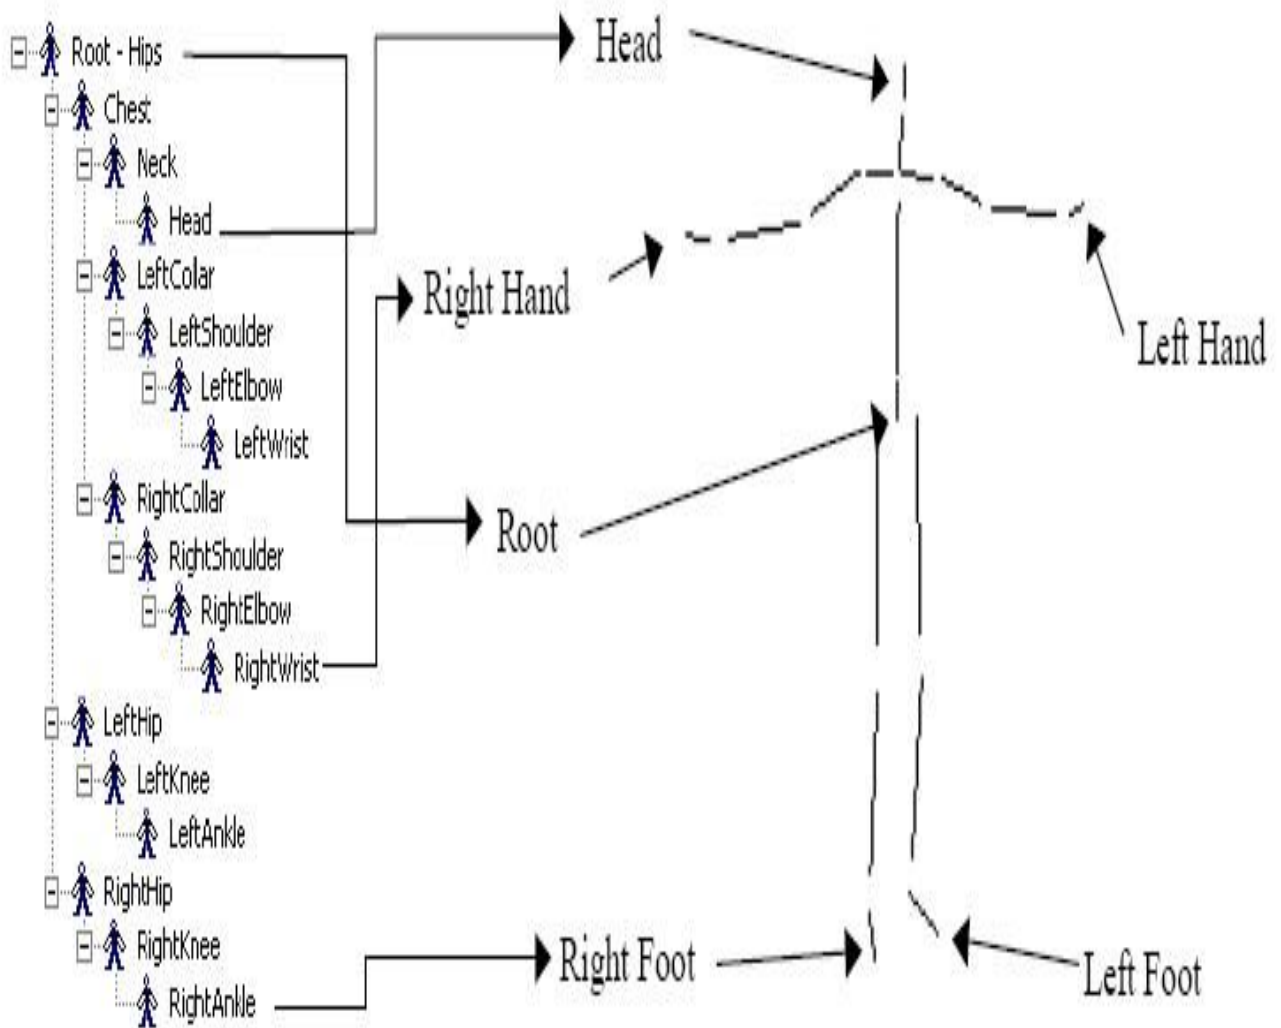 Root - Hips
Chest
Neck
Head
LeftColar
LeftShoulder
LeftElbow
LeftWrist
RightCollar
RightShoulder
RightElbow
RightWrist
LeftHip
LeftKnee
LeftAnkle
RightHip
RightKnee
RightAnkle
Head
Right Hand
Left Hand
Root
Right Foot
Left Foot